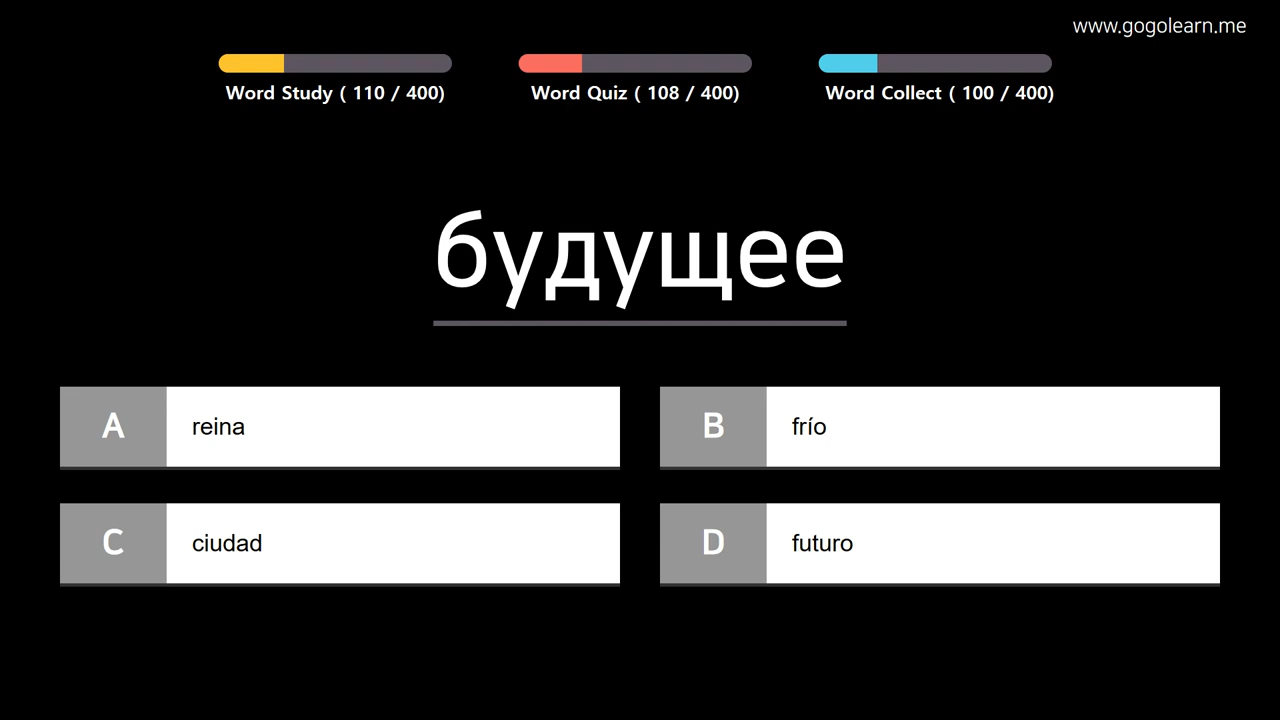 www.gogolearn.me
Word Study ( 110 / 400)
Word Quiz ( 108 / 400)
Word Collect ( 100 / 400)
будущее
A reina
B frío
C ciudad
D futuro